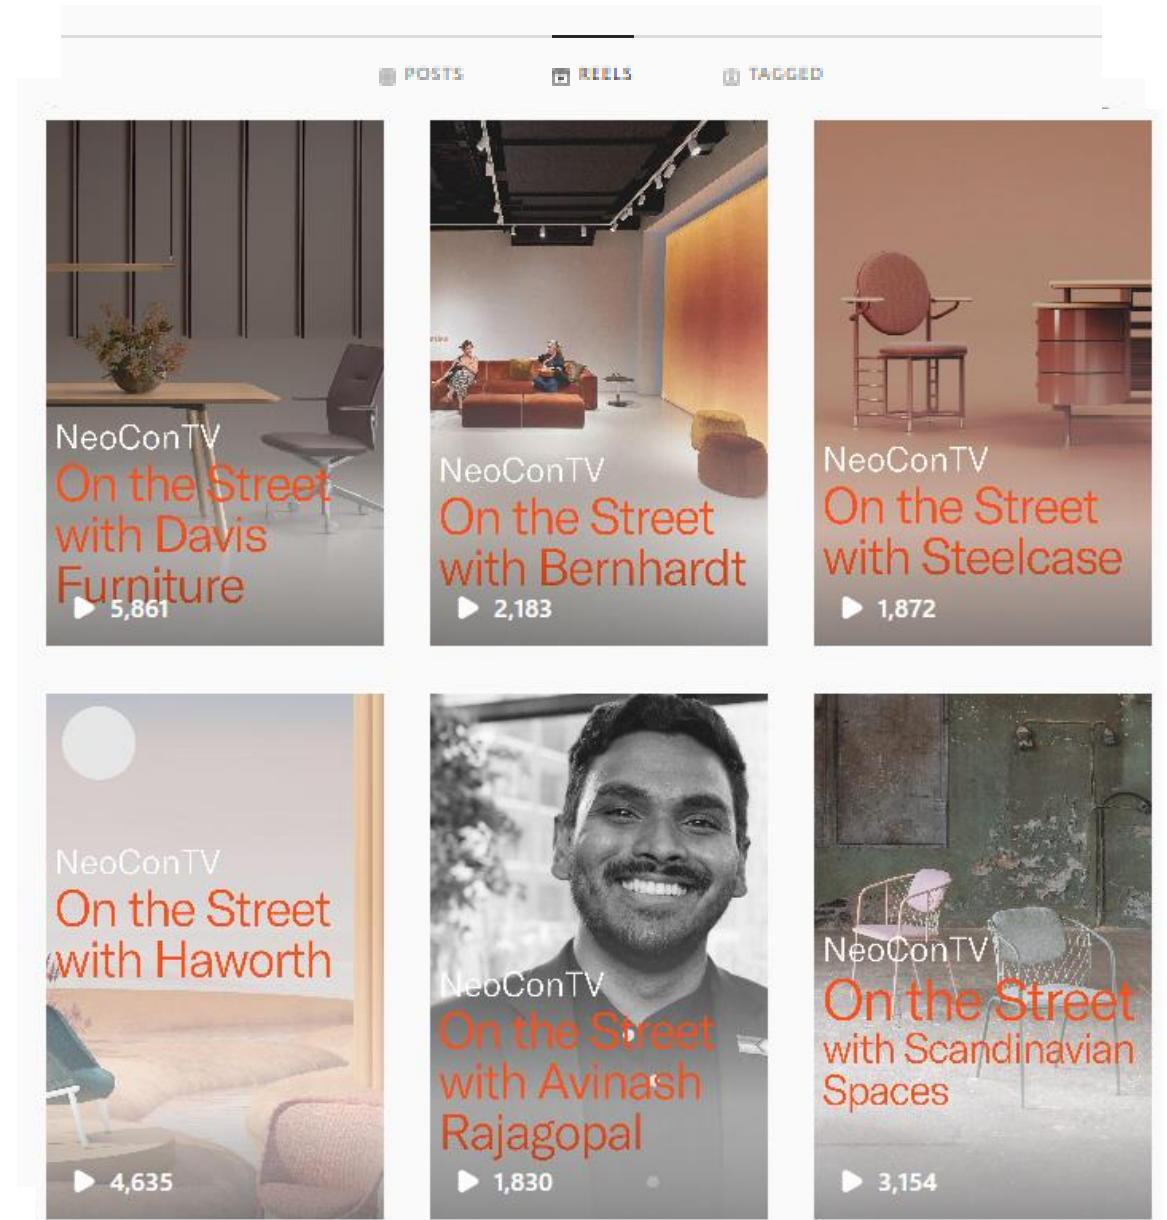 POSTS
REELS
TAGGED
NeoConTV
On the Street
with Davis
Furniture
5,861
NeoConTV
On the Street
with Bernhardt
2,183
NeoConTV
On the Street
with Steelcase
1,872
NeoConTV
On the Street
with Haworth
4,635
NeoConTV
On the Street
with Avinash
Rajagopal
1,830
NeoConTV
On the Street
with Scandinavian
Spaces
3,154